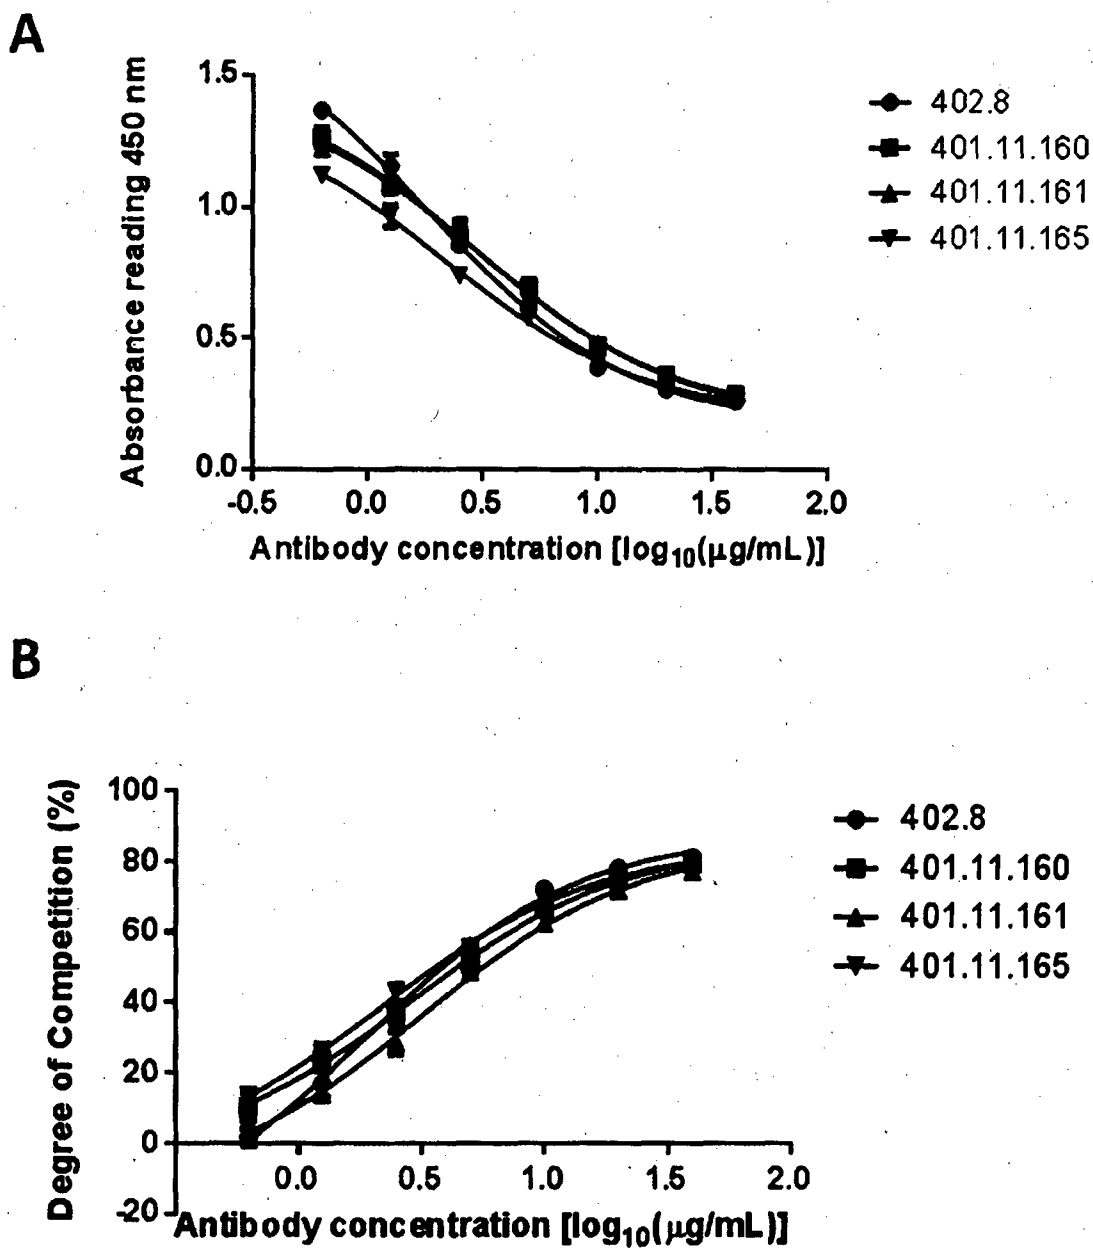 A
Absorbance reading 450 nm
1.5
1.0
0.5
0.0
-0.5 0.0 0.5 1.0 1.5 2.0
Antibody concentration [log10(μg/mL)]
402.8
401.11.160
401.11.161
401.11.165
B
Degree of Competition (%)
100
80
60
40
20
0
-20
0.0 0.5 1.0 1.5 2.0
Antibody concentration [log10(μg/mL)]
402.8
401.11.160
401.11.161
401.11.165